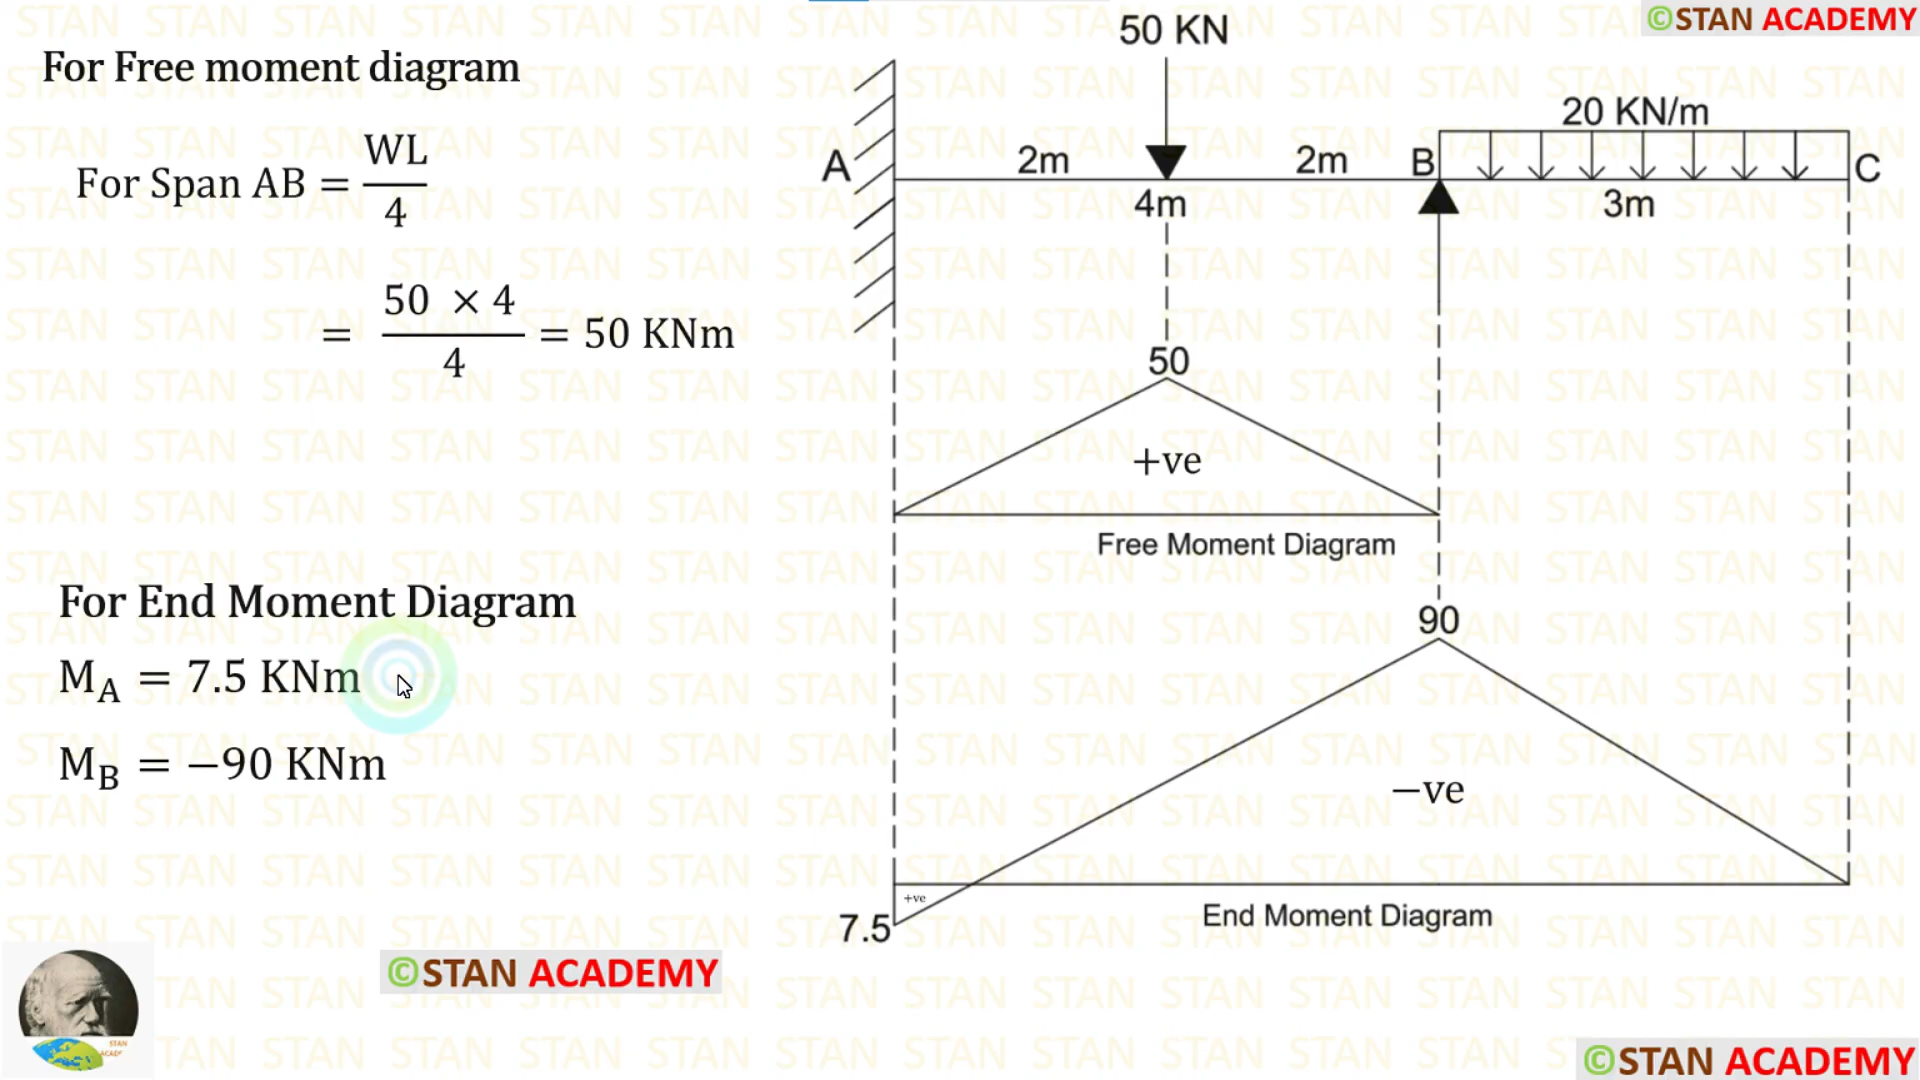 50 KN
©STAN ACADEMY
For Free moment diagram
20 KN/m
For Span AB = WL/4
A
2m
2m
B
C
4m
3m
= 50 × 4/4 = 50 KNm
50
+ve
Free Moment Diagram
For End Moment Diagram
90
M_A = 7.5 KNm
M_B = −90 KNm
−ve
+ve
7.5
End Moment Diagram
©STAN ACADEMY
©STAN ACADEMY